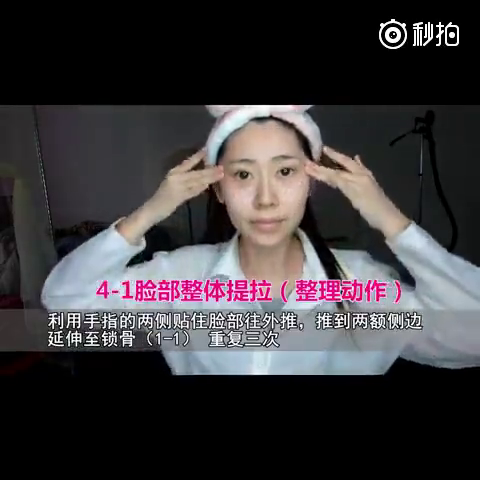 秒拍
4-1脸部整体提拉（整理动作）
利用手指的两侧贴住脸部往外推，推到两额侧边
延伸至锁骨（1-1） 重复三次